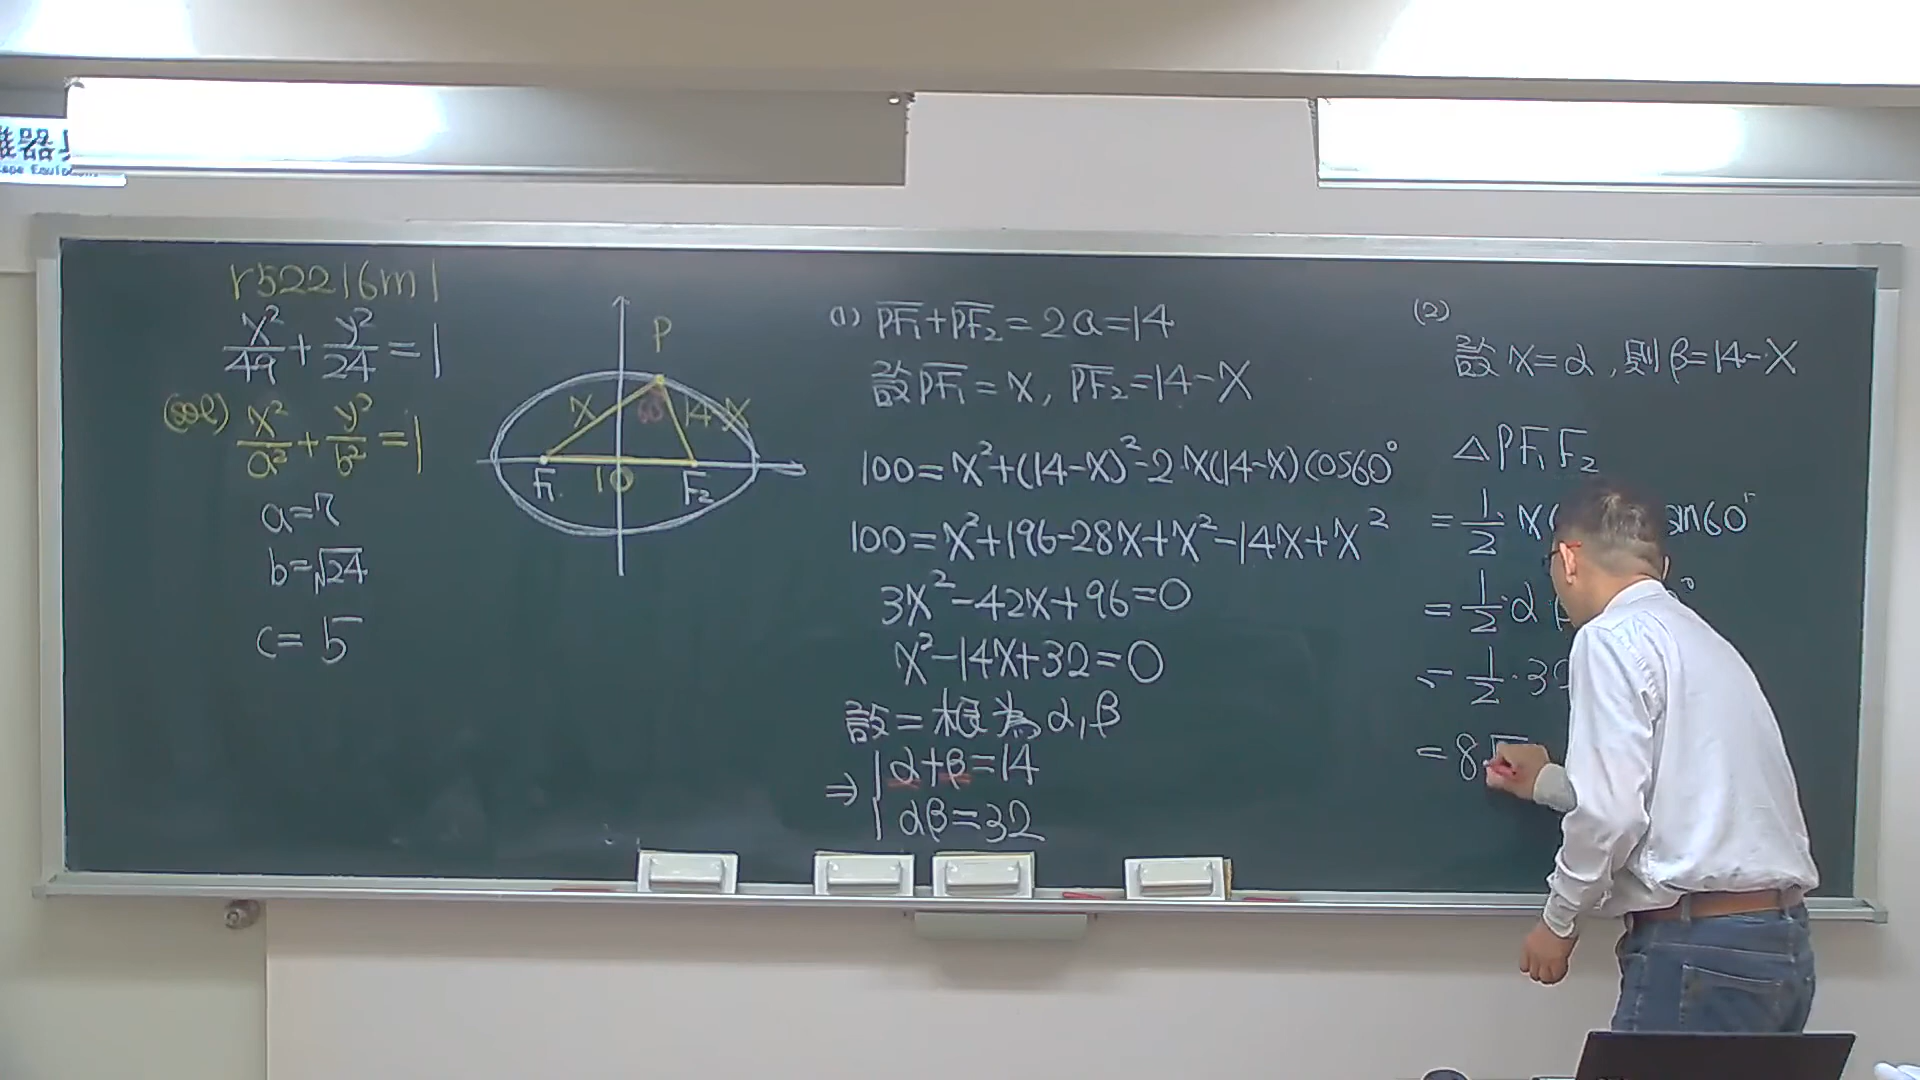 器
r52216m1
x²/49 + y²/24 = 1
(sol) x²/a² + y²/b² = 1
a=7
b=√24
c=5
P
x 60° 14-x
F₁ 10 F₂
(1) PF₁+PF₂=2a=14
設PF₁=x, PF₂=14-x
100=x²+(14-x)²-2·x(14-x)cos60°
100=x²+196-28x+x²-14x+x²
3x²-42x+96=0
x²-14x+32=0
設=根為α,β
⇒ α+β=14
αβ=32
(2)
設x=α,則β=14-x
△PF₁F₂
=1/2 x( sin60°
=1/2·α
=1/2·32
=8